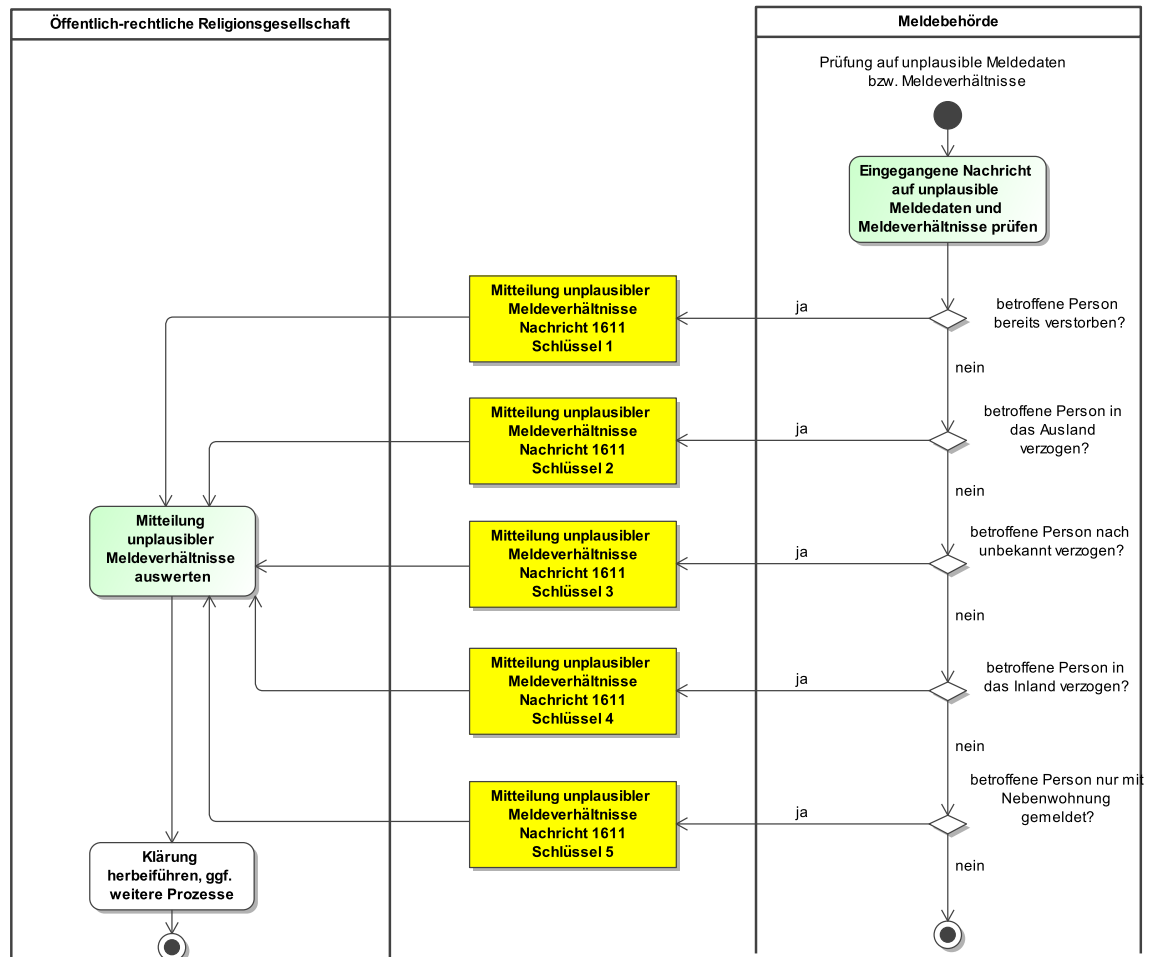 Öffentlich-rechtliche Religionsgesellschaft
Meldebehörde
Prüfung auf unplausible Meldedaten
bzw. Meldeverhältnisse
Eingegangene Nachricht
auf unplausible
Meldedaten und
Meldeverhältnisse prüfen
Mitteilung unplausibler
Meldeverhältnisse
Nachricht 1611
Schlüssel 1
ja
betroffene Person
bereits verstorben?
nein
Mitteilung unplausibler
Meldeverhältnisse
Nachricht 1611
Schlüssel 2
ja
betroffene Person in
das Ausland
verzogen?
nein
Mitteilung
unplausibler
Meldeverhältnisse
auswerten
Mitteilung unplausibler
Meldeverhältnisse
Nachricht 1611
Schlüssel 3
ja
betroffene Person nach
unbekannt verzogen?
nein
Mitteilung unplausibler
Meldeverhältnisse
Nachricht 1611
Schlüssel 4
ja
betroffene Person in
das Inland verzogen?
nein
Mitteilung unplausibler
Meldeverhältnisse
Nachricht 1611
Schlüssel 5
ja
betroffene Person nur mit
Nebenwohnung
gemeldet?
nein
Klärung
herbeiführen, ggf.
weitere Prozesse